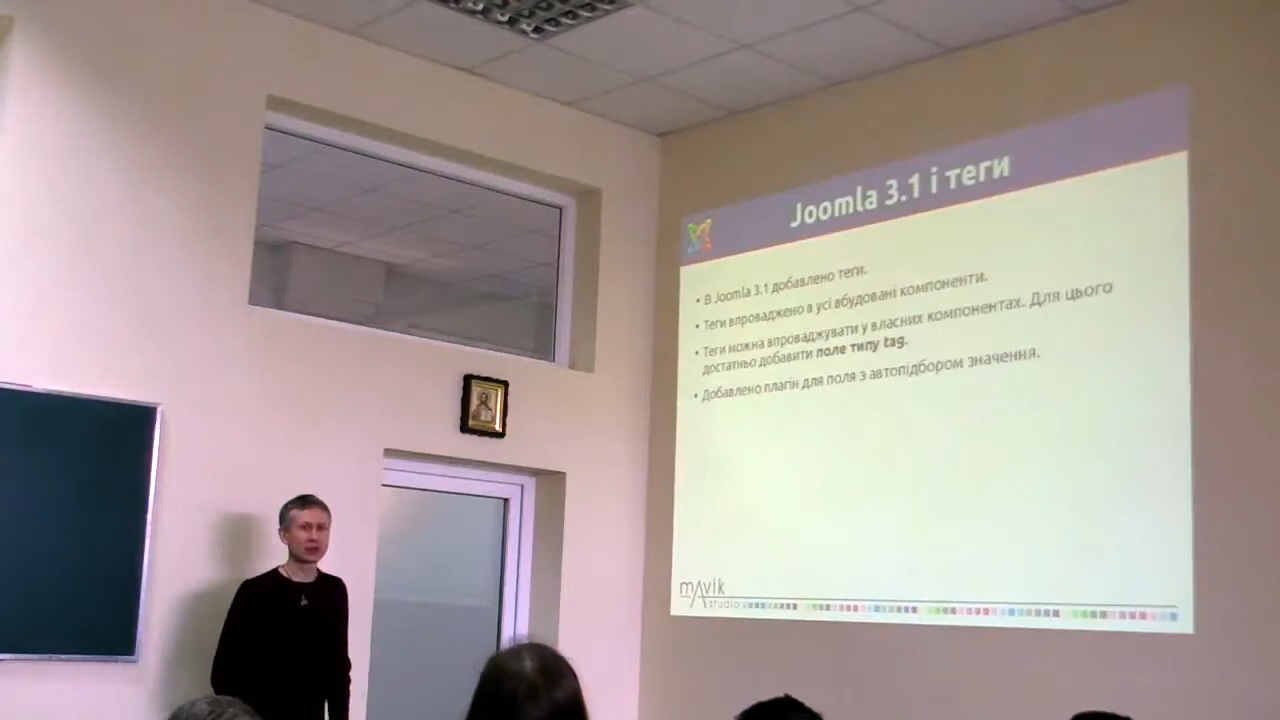 Joomla 3.1 і теги
• В Joomla 3.1 добавлено теги.
• Теги впроваджено в усі вбудовані компоненти.
• Теги можна впроваджувати у власних компонентах. Для цього
достатньо добавити поле типу tag.
• Добавлено плагін для поля з автопідбором значення.
mAvik
studio